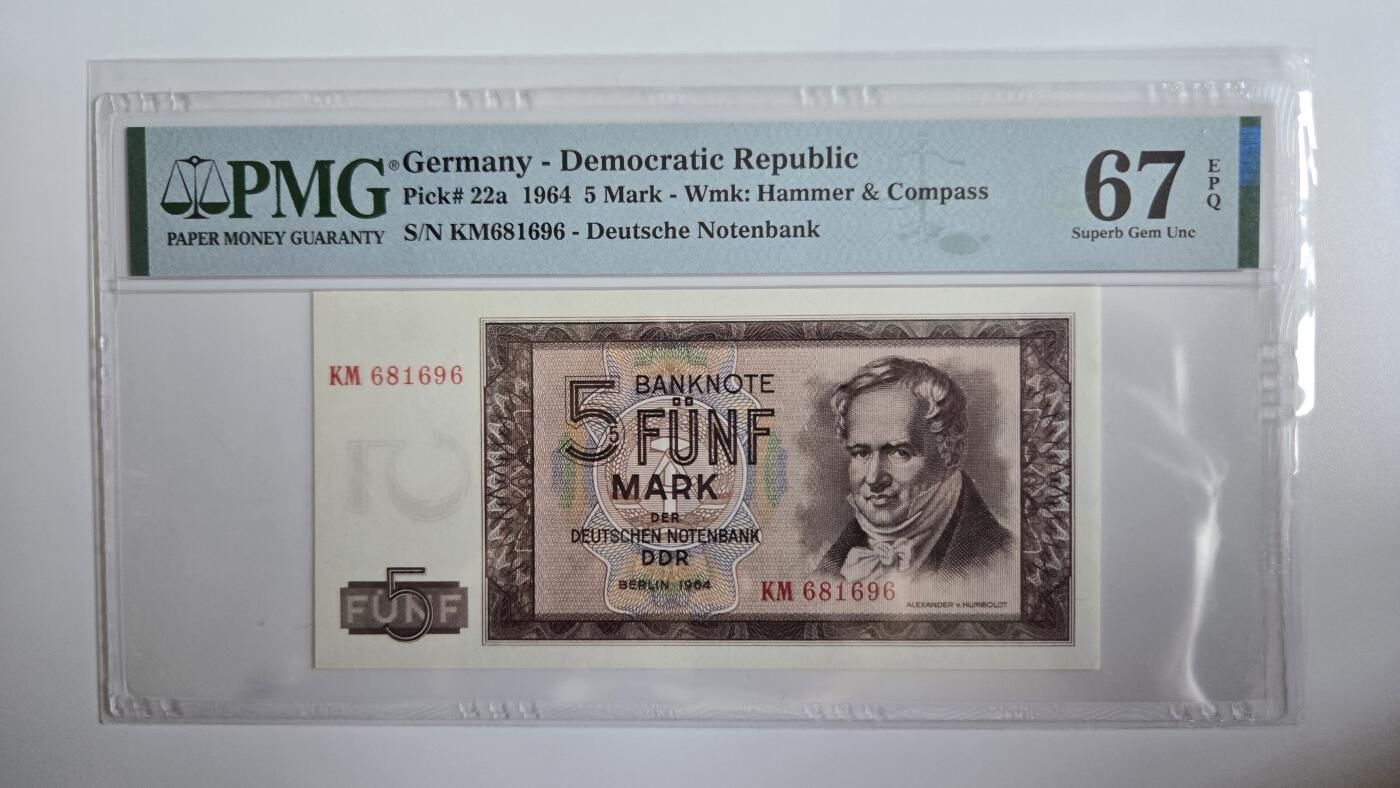 PMG®
PAPER MONEY GUARANTY
Germany - Democratic Republic
Pick# 22a 1964 5 Mark - Wmk: Hammer & Compass
S/N KM681696 - Deutsche Notenbank
67
EPQ
Superb Gem Unc
KM 681696
5
FÜNF
5
5
BANKNOTE
FÜNF
MARK
DER
DEUTSCHEN NOTENBANK
DDR
BERLIN 1964
KM 681696
ALEXANDER v. HUMBOLDT